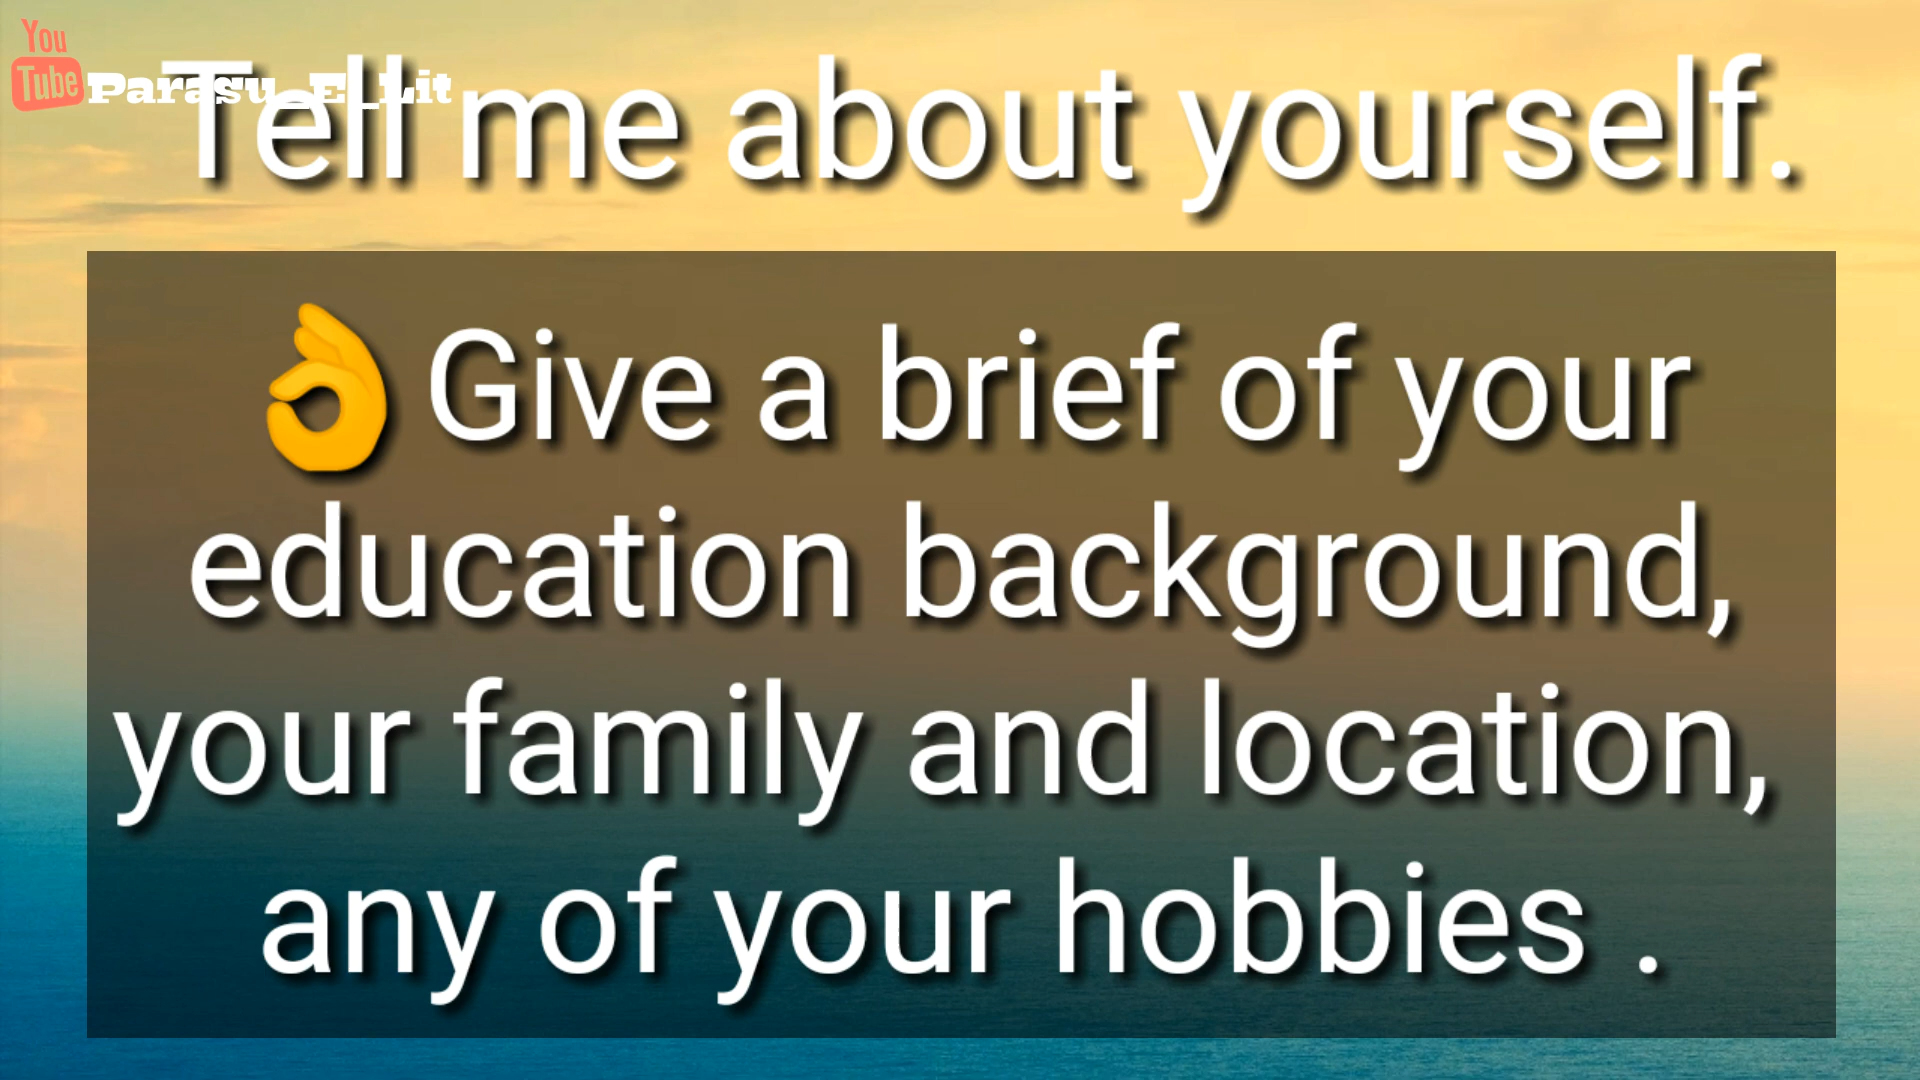 You
Tube
Parasu_E_Lit
Tell me about yourself.
👌Give a brief of your
education background,
your family and location,
any of your hobbies .